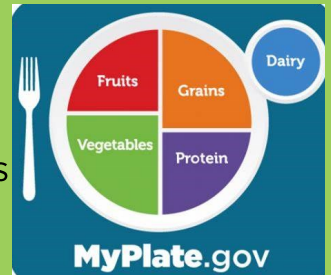 Fruits
Grains
Dairy
Vegetables
Protein
s
MyPlate.gov